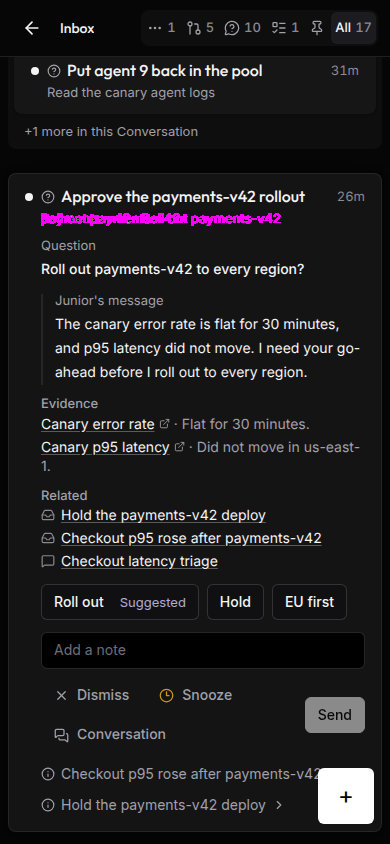 Inbox
1
5
10
1
All 17
Put agent 9 back in the pool 31m
Read the canary agent logs
+1 more in this Conversation
Approve the payments-v42 rollout 26m
payments-v42
Question
Roll out payments-v42 to every region?
Junior's message
The canary error rate is flat for 30 minutes,
and p95 latency did not move. I need your go-
ahead before I roll out to every region.
Evidence
Canary error rate · Flat for 30 minutes.
Canary p95 latency · Did not move in us-east-
1.
Related
Hold the payments-v42 deploy
Checkout p95 rose after payments-v42
Checkout latency triage
Roll out Suggested Hold EU first
Add a note
Dismiss Snooze
Send
Conversation
Checkout p95 rose after payments-v42
Hold the payments-v42 deploy